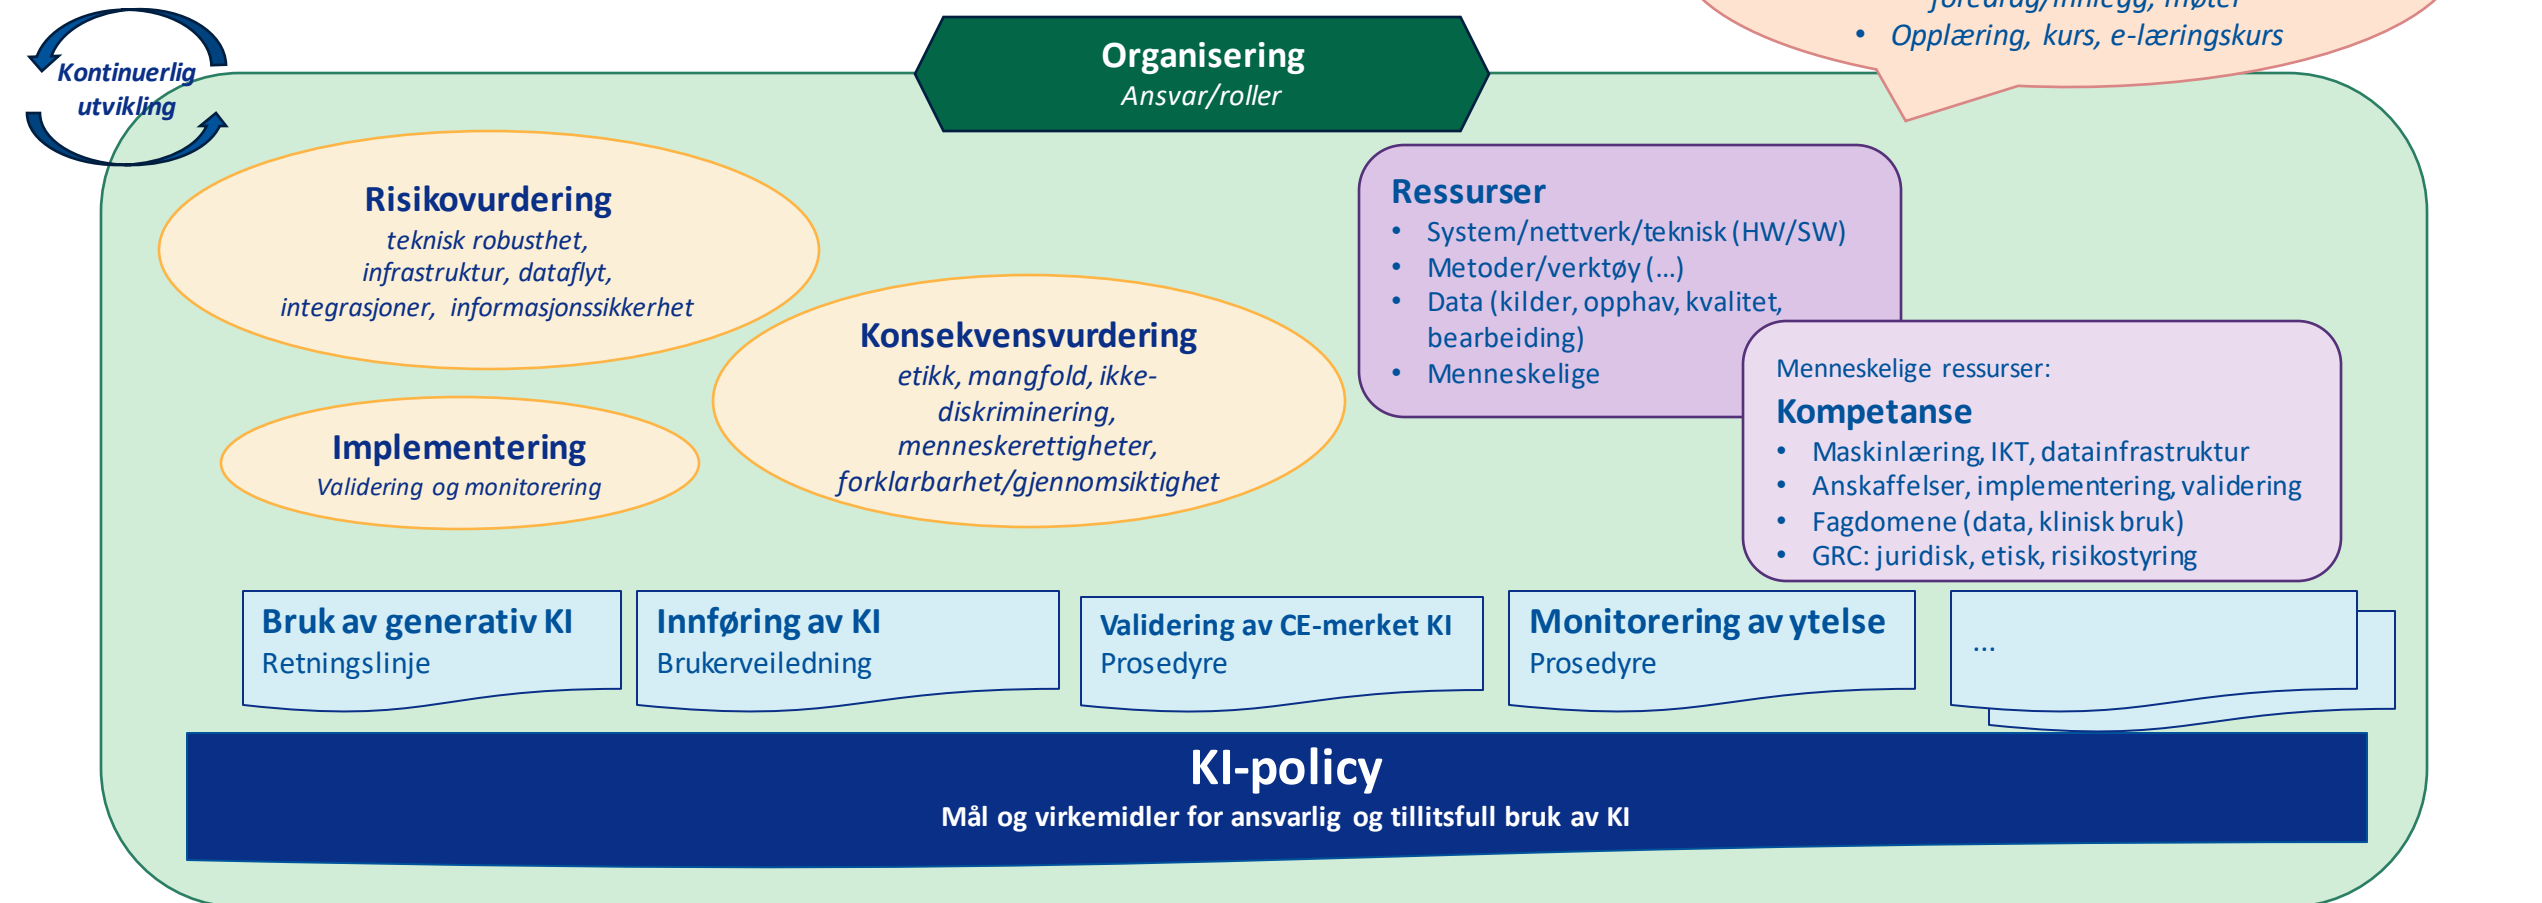 foredrag/innlegg, møter
• Opplæring, kurs, e-læringskurs
Kontinuerlig
utvikling
Organisering
Ansvar/roller
Risikovurdering
teknisk robusthet,
infrastruktur, dataflyt,
integrasjoner, informasjonssikkerhet
Konsekvensvurdering
etikk, mangfold, ikke-
diskriminering,
menneskerettigheter,
forklarbarhet/gjennomsiktighet
Implementering
Validering og monitorering
Ressurser
• System/nettverk/teknisk (HW/SW)
• Metoder/verktøy (...)
• Data (kilder, opphav, kvalitet,
bearbeiding)
• Menneskelige
Menneskelige ressurser:
Kompetanse
• Maskinlæring, IKT, datainfrastruktur
• Anskaffelser, implementering, validering
• Fagdomene (data, klinisk bruk)
• GRC: juridisk, etisk, risikostyring
Bruk av generativ KI
Retningslinje
Innføring av KI
Brukerveiledning
Validering av CE-merket KI
Prosedyre
Monitorering av ytelse
Prosedyre
...
KI-policy
Mål og virkemidler for ansvarlig og tillitsfull bruk av KI